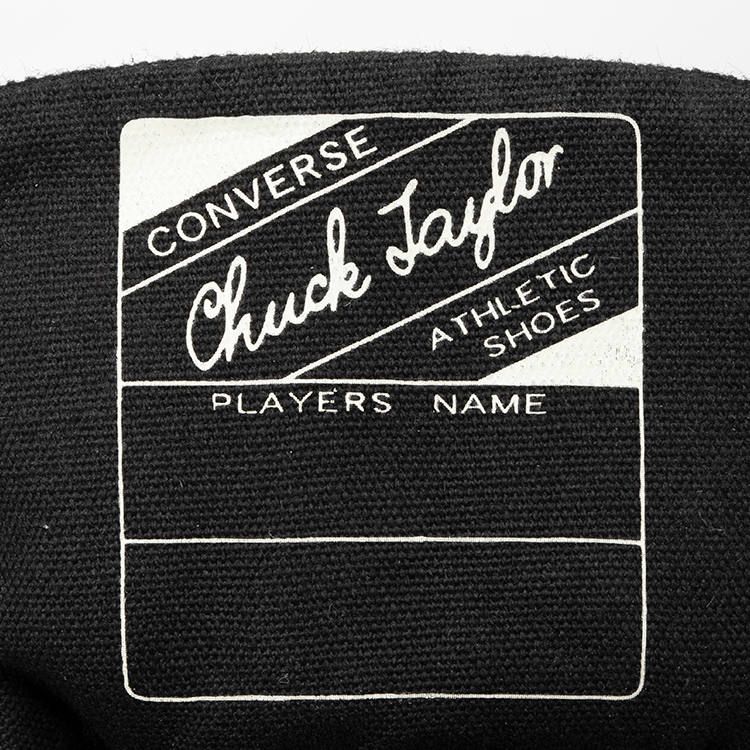 CONVERSE
Chuck Taylor
ATHLETIC
SHOES
PLAYERS NAME